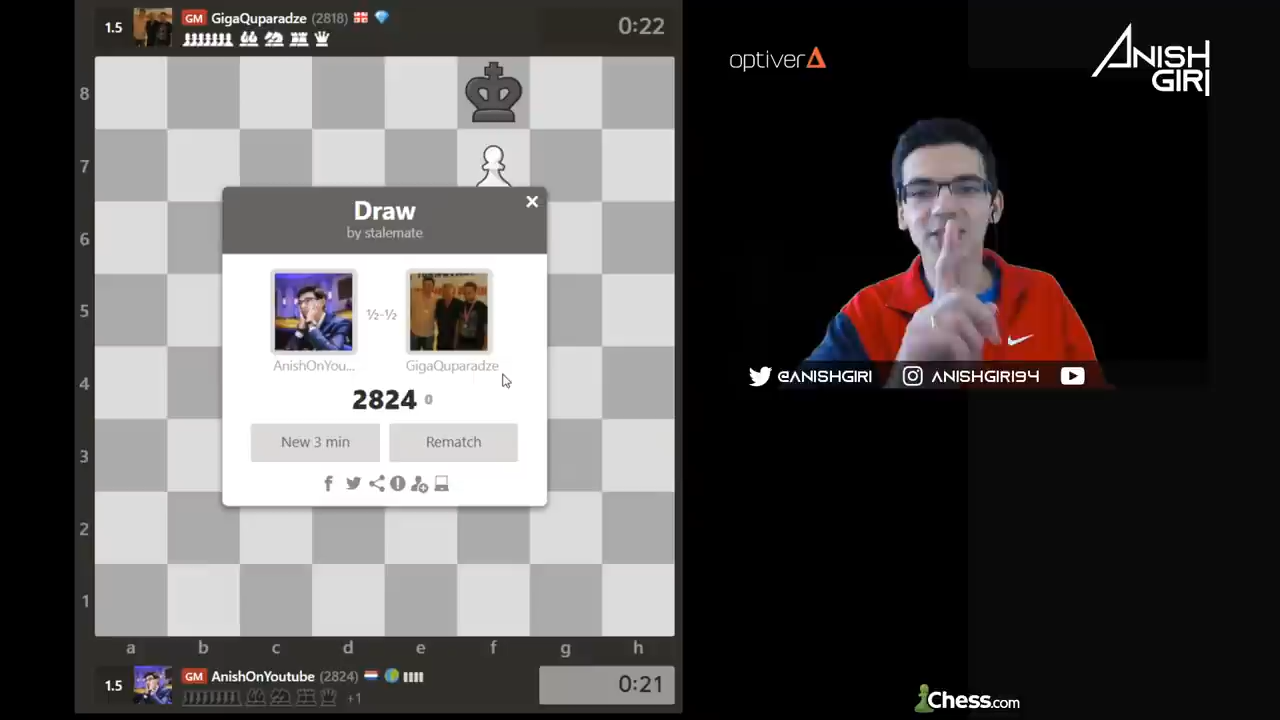 1.5 GM GigaQuparadze (2818) 0:22
8
7
6
5
4
3
2
1
Draw
by stalemate
½-½
AnishOnYou... GigaQuparadze
2824 0
New 3 min Rematch
a b c d e f g h
1.5 GM AnishOnYoutube (2824) 0:21
+1
optiver
ANISH
GIRI
@ANISHGIRI ANISHGIRI94
Chess.com